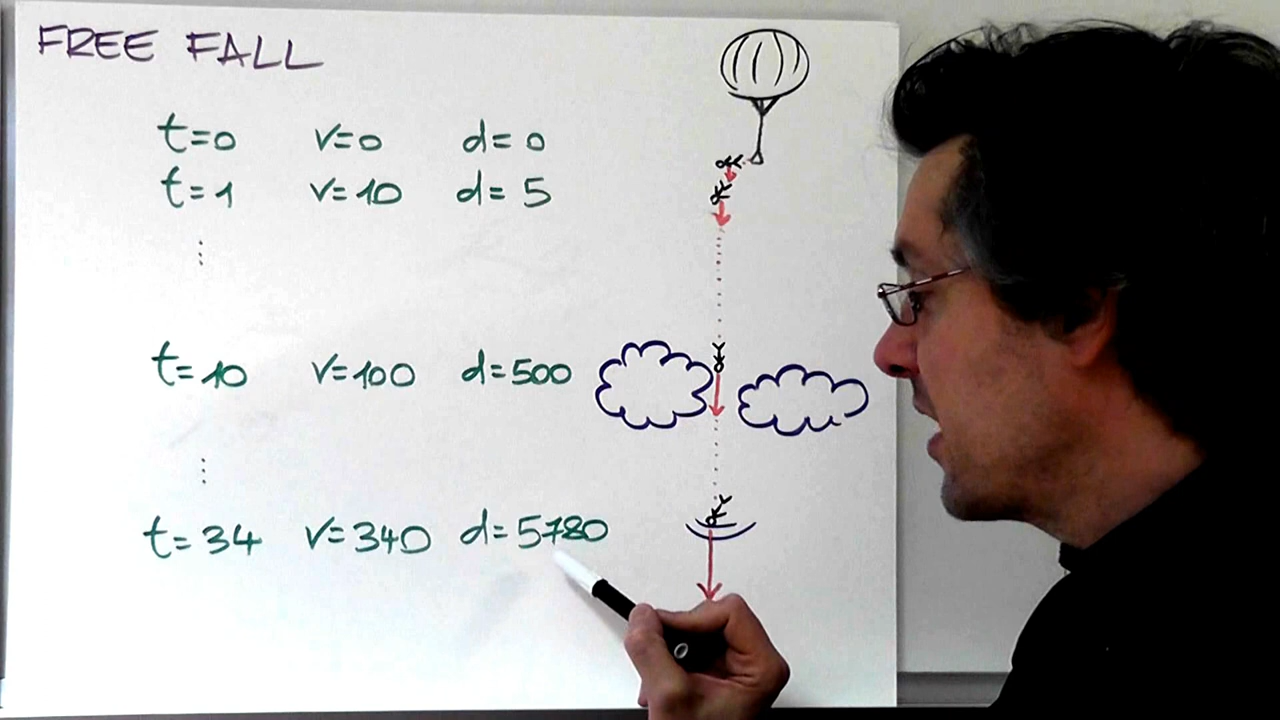 FREE FALL
t=0 v=0 d=0
t=1 v=10 d=5
⋮
t=10 v=100 d=500
⋮
t=34 v=340 d=5780